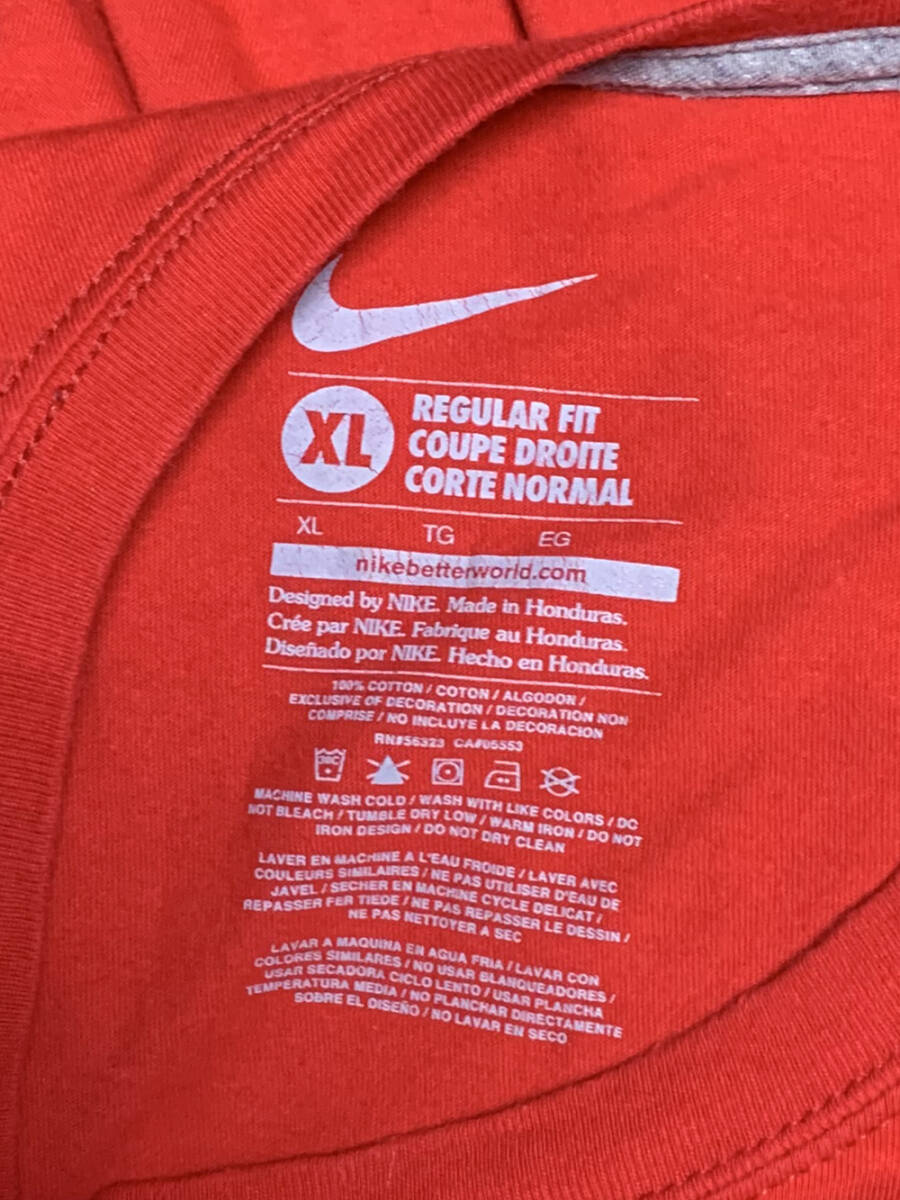 XL
REGULAR FIT
COUPE DROITE
CORTE NORMAL
XL TG EG
nikebetterworld.com
Designed by NIKE. Made in Honduras.
Crée par NIKE. Fabrique au Honduras.
Diseñado por NIKE. Hecho en Honduras.
100% COTTON / COTON / ALGODON /
EXCLUSIVE OF DECORATION / DECORATION NON
COMPRISE / NO INCLUYE LA DECORACION
RN#56323 CA#05553
30C
MACHINE WASH COLD / WASH WITH LIKE COLORS / DO
NOT BLEACH / TUMBLE DRY LOW / WARM IRON / DO NOT
IRON DESIGN / DO NOT DRY CLEAN
LAVER EN MACHINE A L'EAU FROIDE / LAVER AVEC
COULEURS SIMILAIRES / NE PAS UTILISER D'EAU DE
JAVEL / SECHER EN MACHINE CYCLE DELICAT /
REPASSER FER TIEDE / NE PAS REPASSER LE DESSIN /
NE PAS NETTOYER A SEC
LAVAR A MAQUINA EN AGUA FRIA / LAVAR CON
COLORES SIMILARES / NO USAR BLANQUEADORES /
USAR SECADORA CICLO LENTO / USAR PLANCHA
TEMPERATURA MEDIA / NO PLANCHAR DIRECTAMENTE
SOBRE EL DISEÑO / NO LAVAR EN SECO